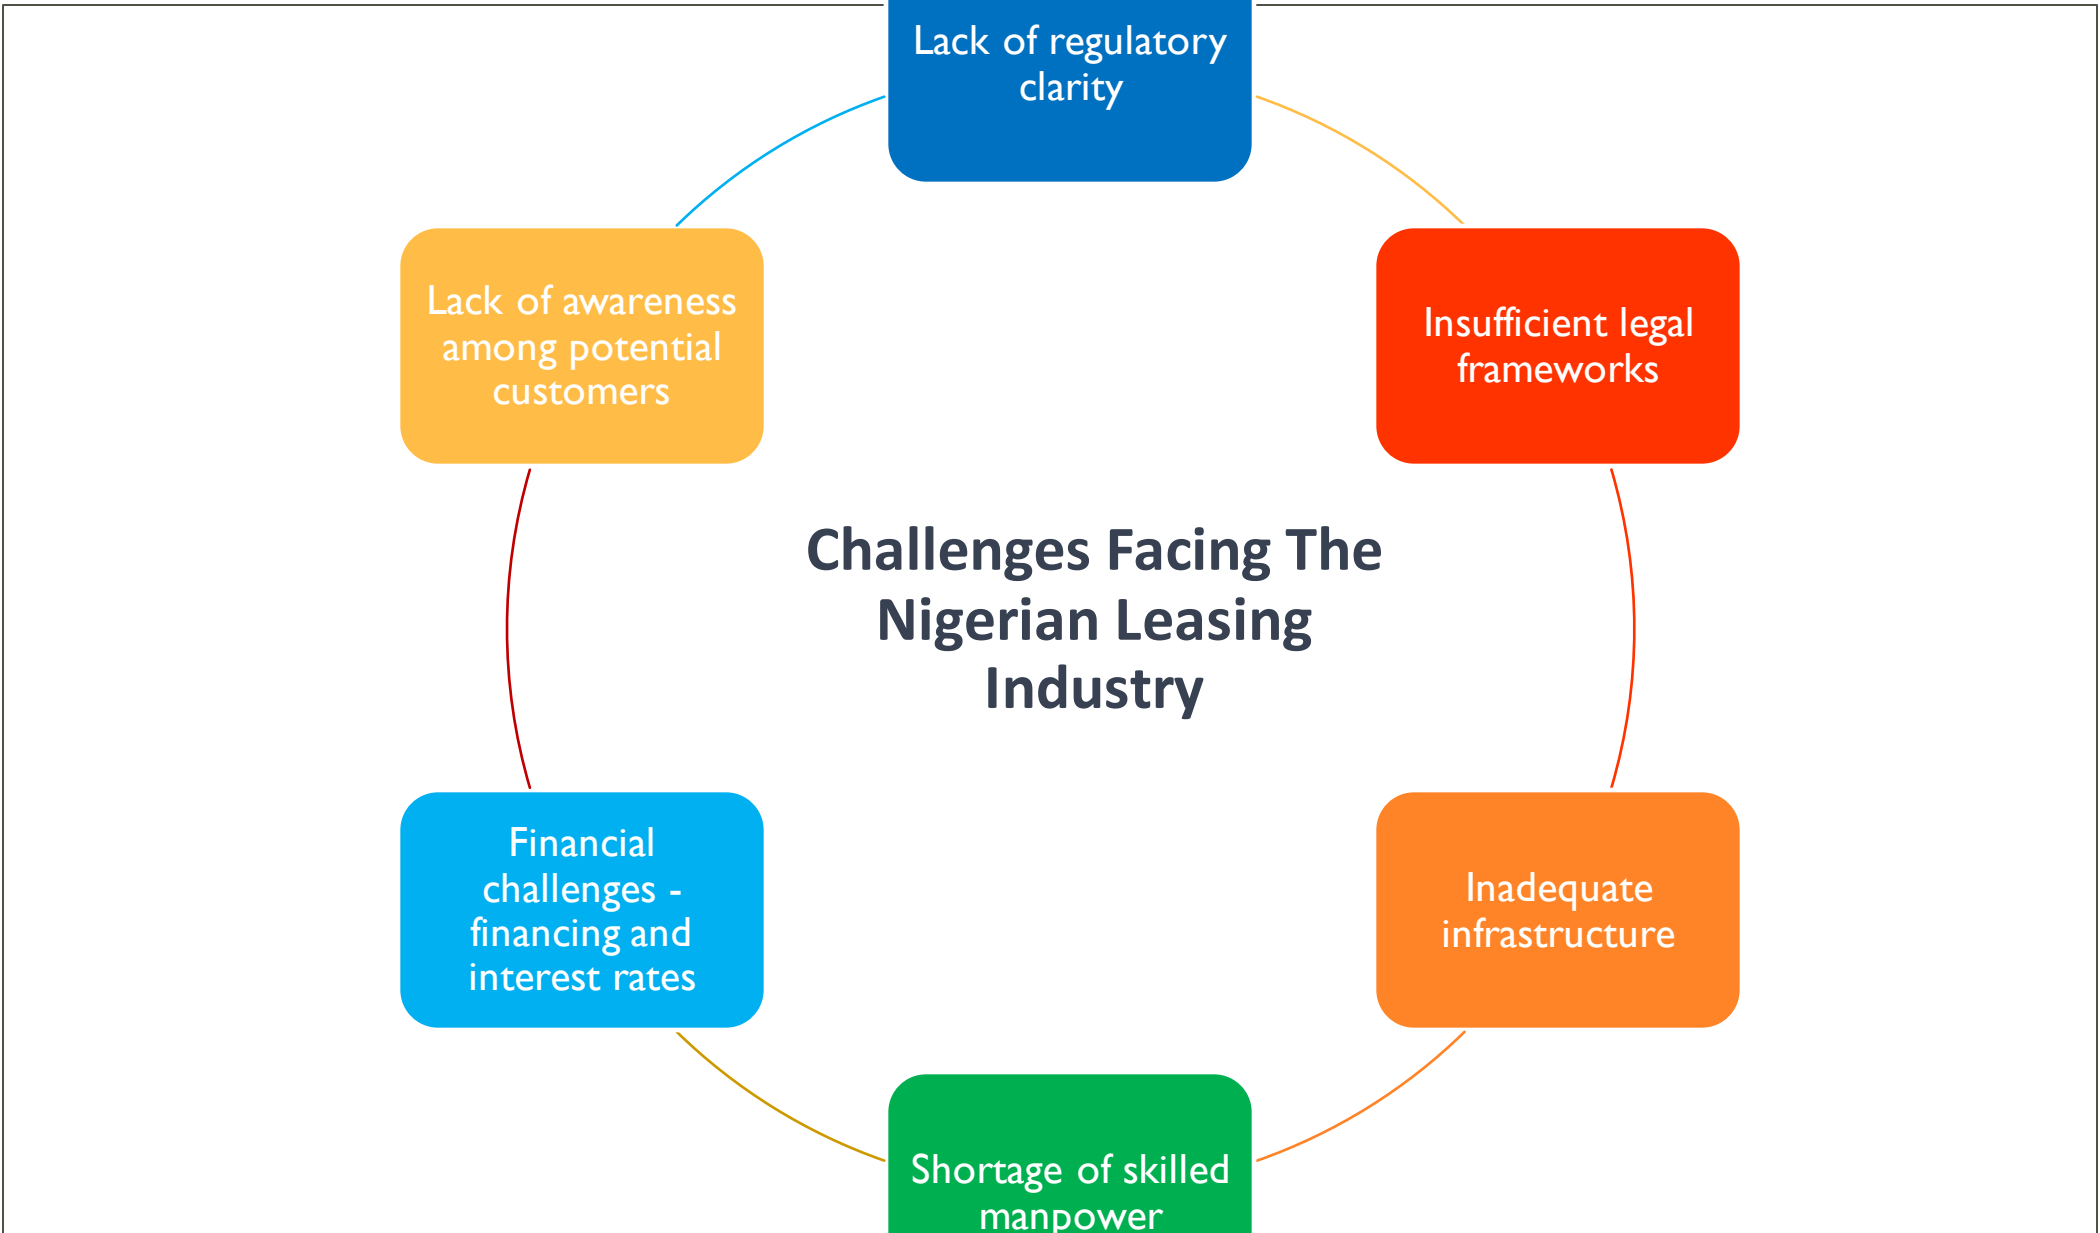 Lack of regulatory
clarity
Lack of awareness
among potential
customers
Insufficient legal
frameworks
Challenges Facing The
Nigerian Leasing
Industry
Financial
challenges -
financing and
interest rates
Inadequate
infrastructure
Shortage of skilled
manpower